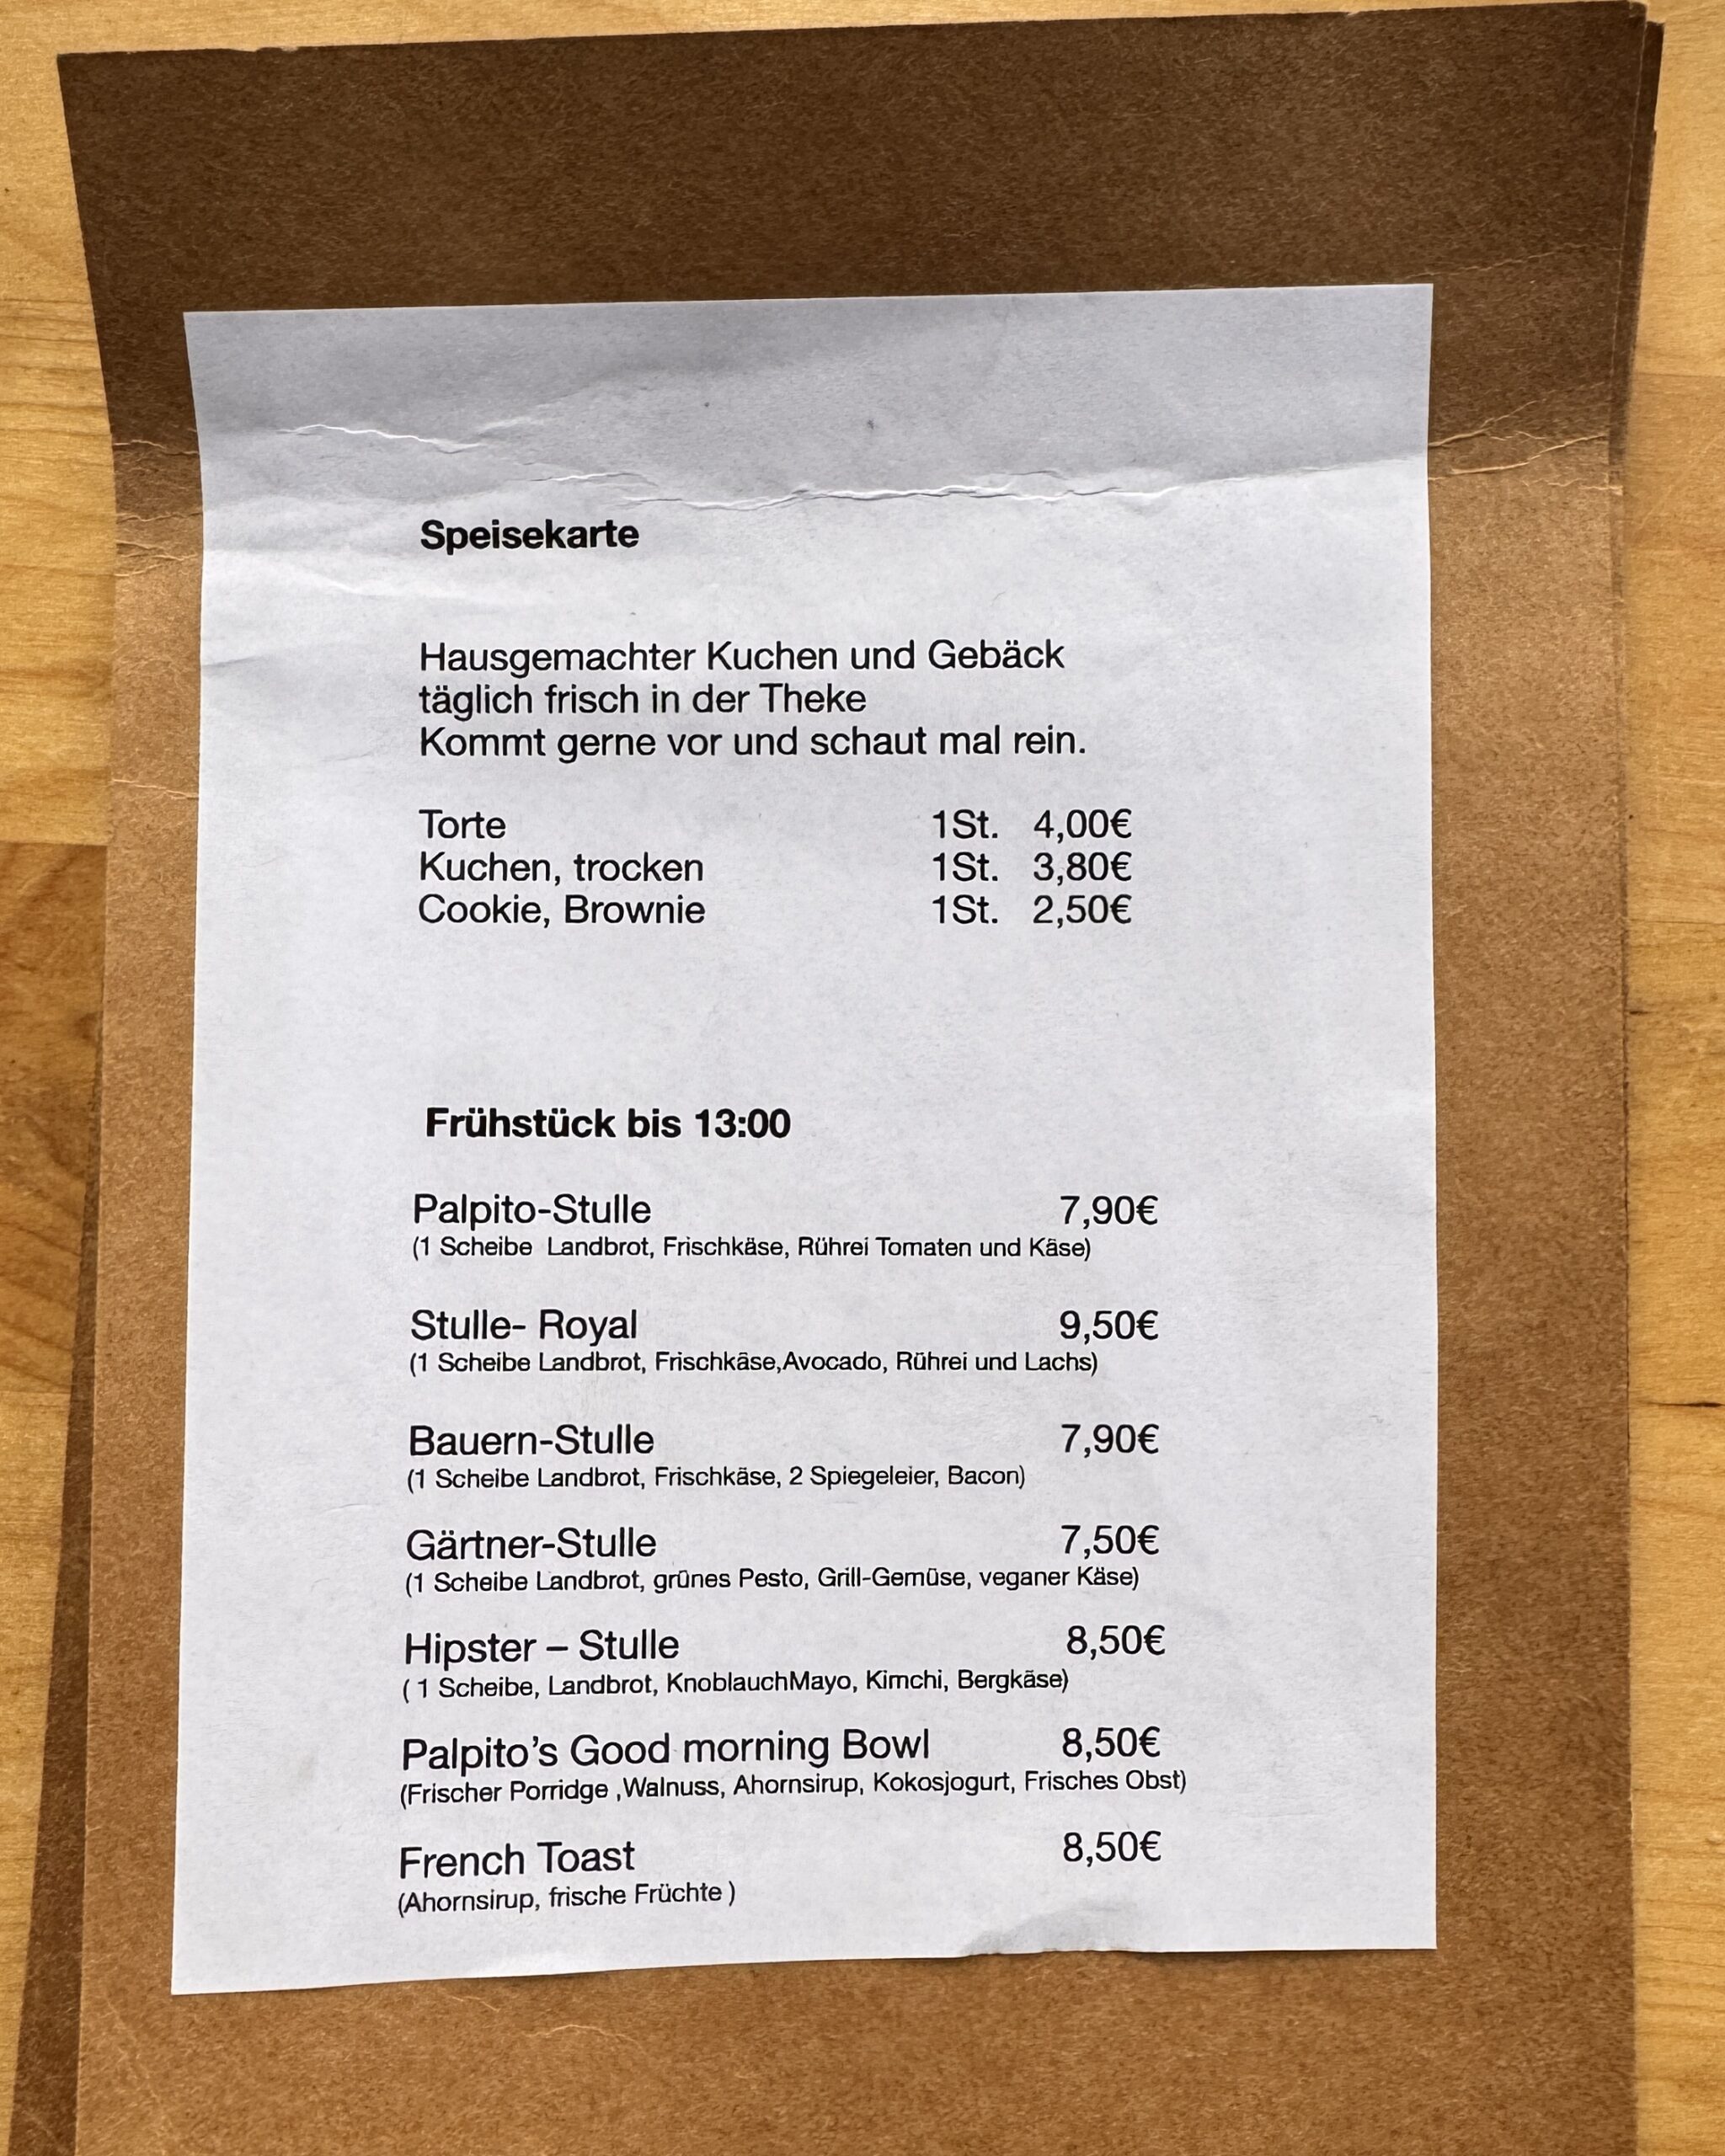 Speisekarte
Hausgemachter Kuchen und Gebäck
täglich frisch in der Theke
Kommt gerne vor und schaut mal rein.
Torte 1St. 4,00€
Kuchen, trocken 1St. 3,80€
Cookie, Brownie 1St. 2,50€
Frühstück bis 13:00
Palpito-Stulle 7,90€
(1 Scheibe Landbrot, Frischkäse, Rührei Tomaten und Käse)
Stulle- Royal 9,50€
(1 Scheibe Landbrot, Frischkäse,Avocado, Rührei und Lachs)
Bauern-Stulle 7,90€
(1 Scheibe Landbrot, Frischkäse, 2 Spiegeleier, Bacon)
Gärtner-Stulle 7,50€
(1 Scheibe Landbrot, grünes Pesto, Grill-Gemüse, veganer Käse)
Hipster – Stulle 8,50€
( 1 Scheibe, Landbrot, KnoblauchMayo, Kimchi, Bergkäse)
Palpito’s Good morning Bowl 8,50€
(Frischer Porridge ,Walnuss, Ahornsirup, Kokosjogurt, Frisches Obst)
French Toast 8,50€
(Ahornsirup, frische Früchte )